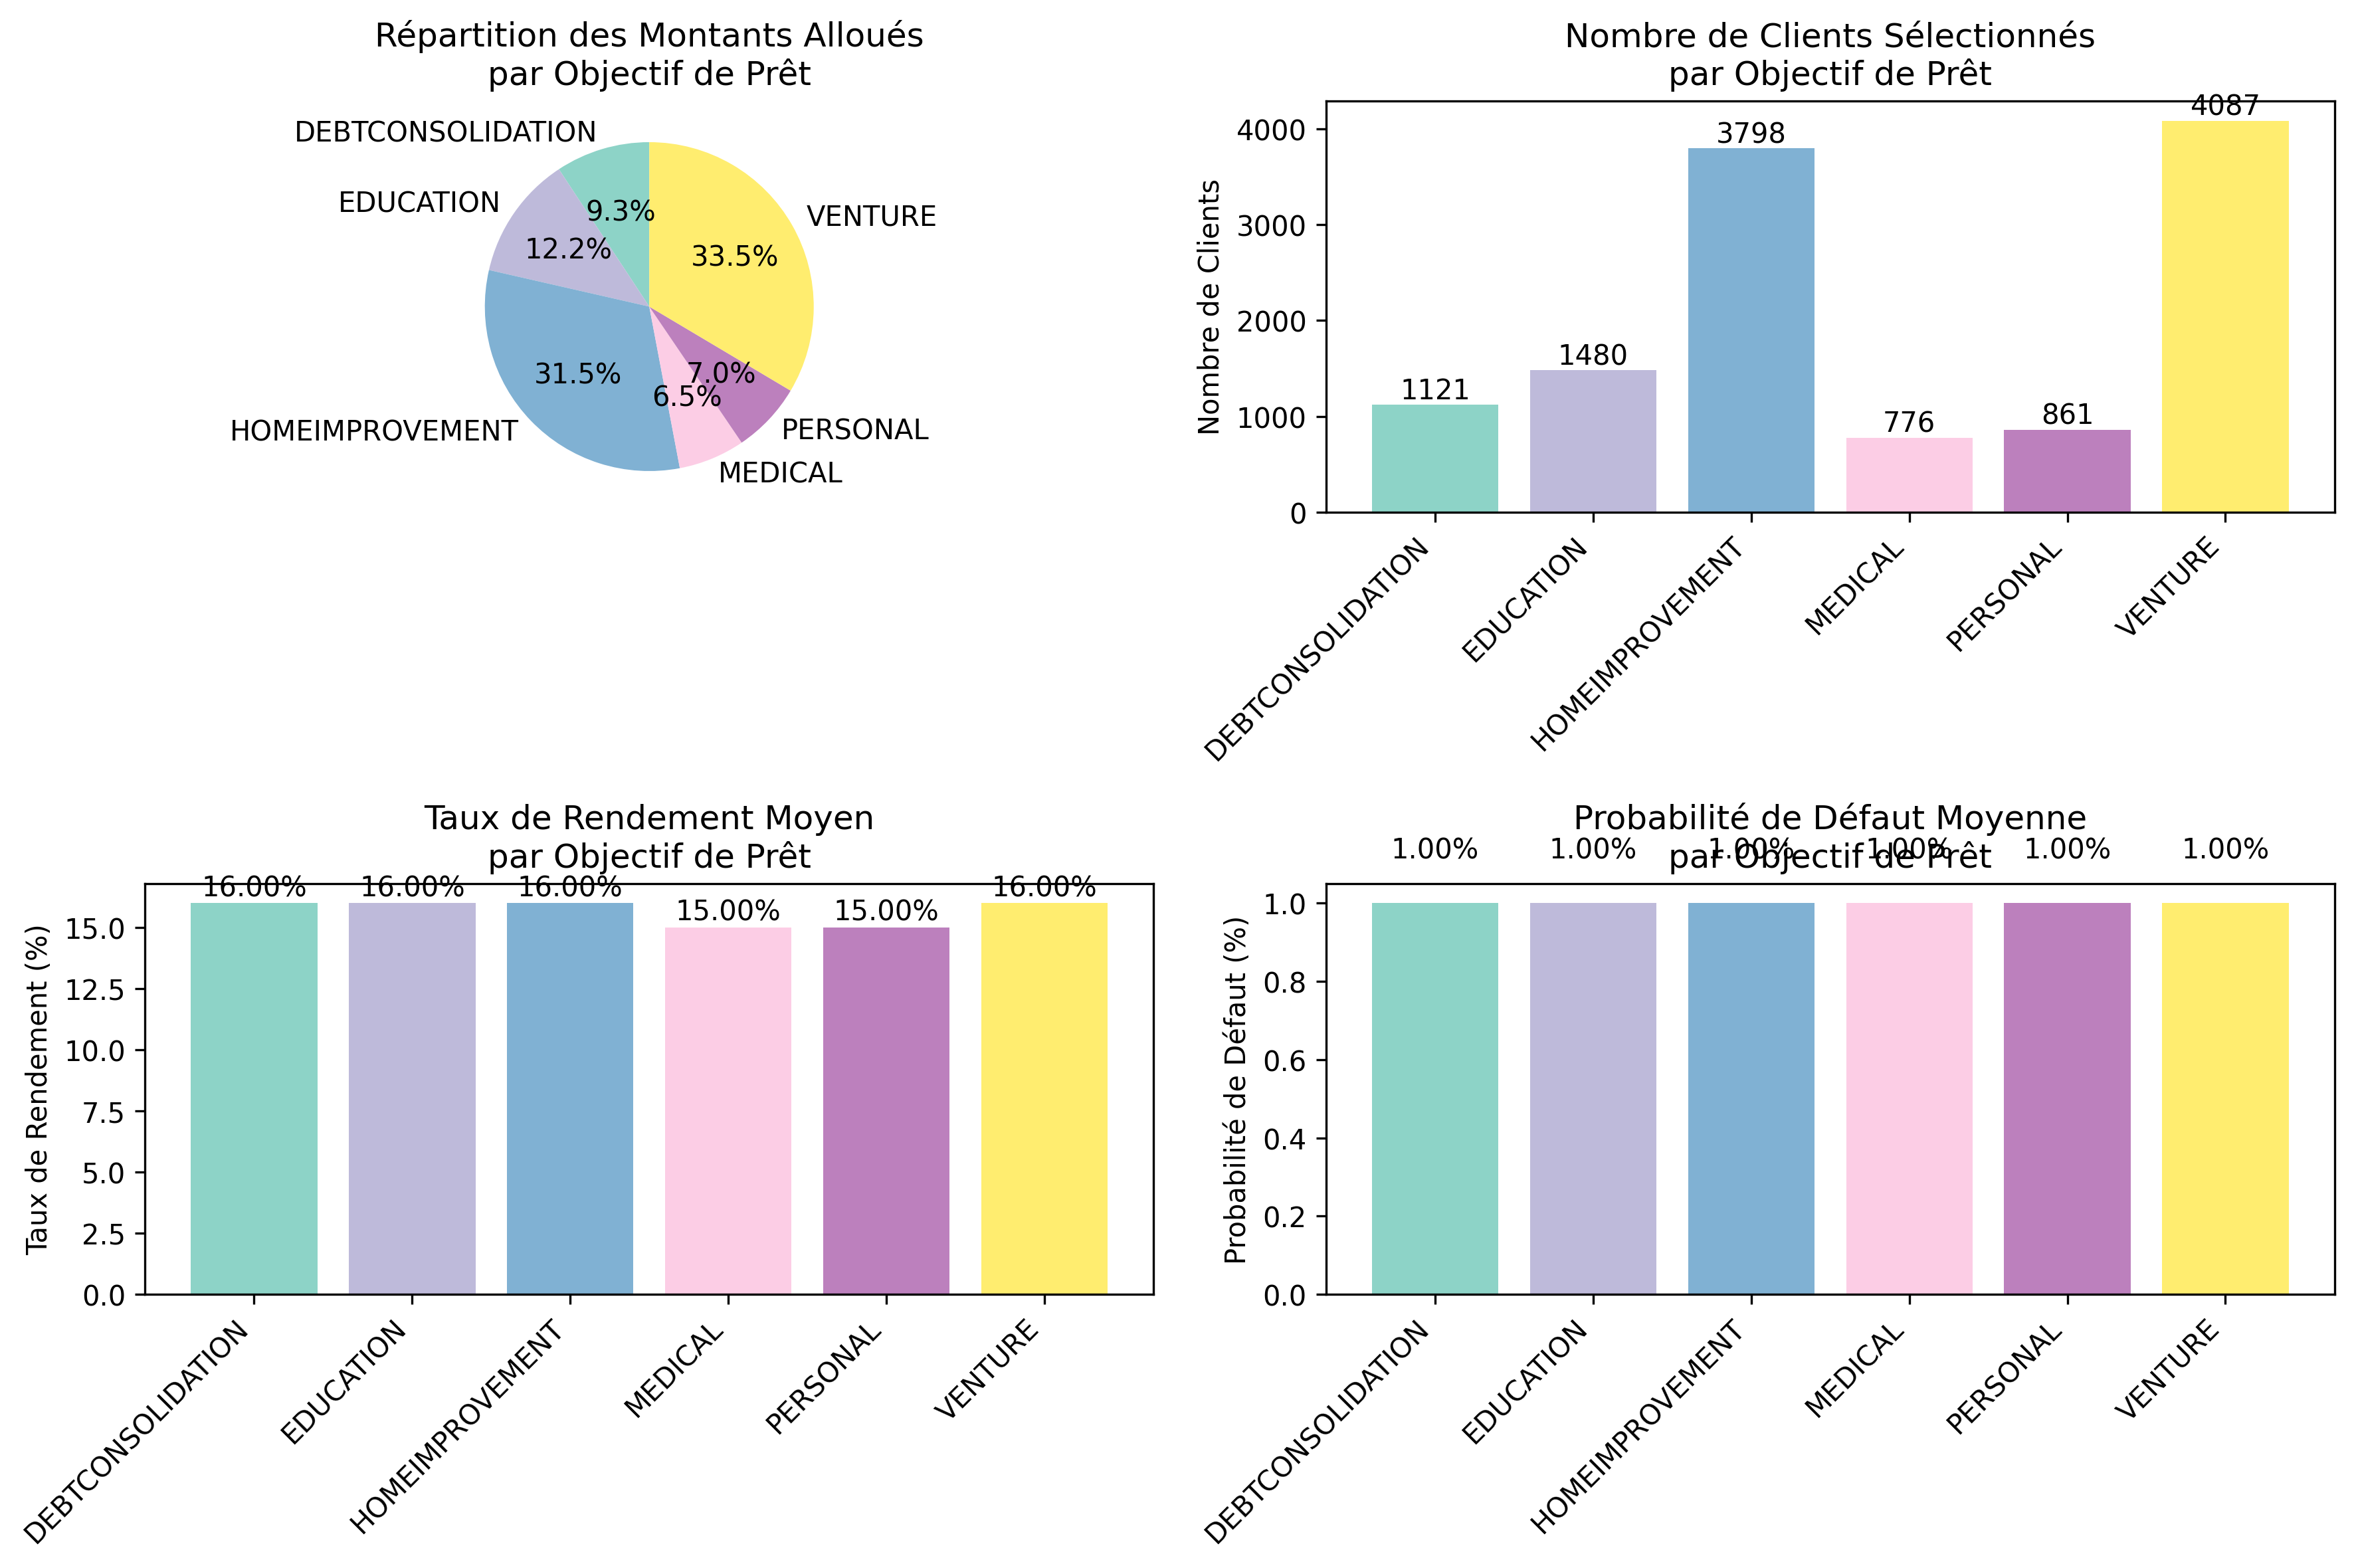 Répartition des Montants Alloués
par Objectif de Prêt
DEBTCONSOLIDATION
EDUCATION
HOMEIMPROVEMENT
MEDICAL
PERSONAL
VENTURE
9.3%
12.2%
31.5%
6.5%
7.0%
33.5%
Nombre de Clients Sélectionnés
par Objectif de Prêt
Nombre de Clients
4000
3000
2000
1000
0
1121
1480
3798
776
861
4087
DEBTCONSOLIDATION
EDUCATION
HOMEIMPROVEMENT
MEDICAL
PERSONAL
VENTURE
Taux de Rendement Moyen
par Objectif de Prêt
Taux de Rendement (%)
15.0
12.5
10.0
7.5
5.0
2.5
0.0
16.00%
16.00%
16.00%
15.00%
15.00%
16.00%
DEBTCONSOLIDATION
EDUCATION
HOMEIMPROVEMENT
MEDICAL
PERSONAL
VENTURE
Probabilité de Défaut Moyenne
par Objectif de Prêt
Probabilité de Défaut (%)
1.0
0.8
0.6
0.4
0.2
0.0
1.00%
1.00%
1.00%
1.00%
1.00%
1.00%
DEBTCONSOLIDATION
EDUCATION
HOMEIMPROVEMENT
MEDICAL
PERSONAL
VENTURE